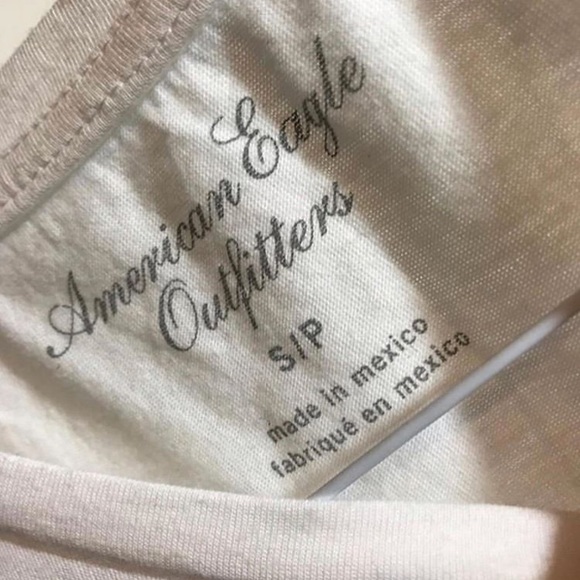 American Eagle
Outfitters
S/P
made in mexico
fabriqué en mexico